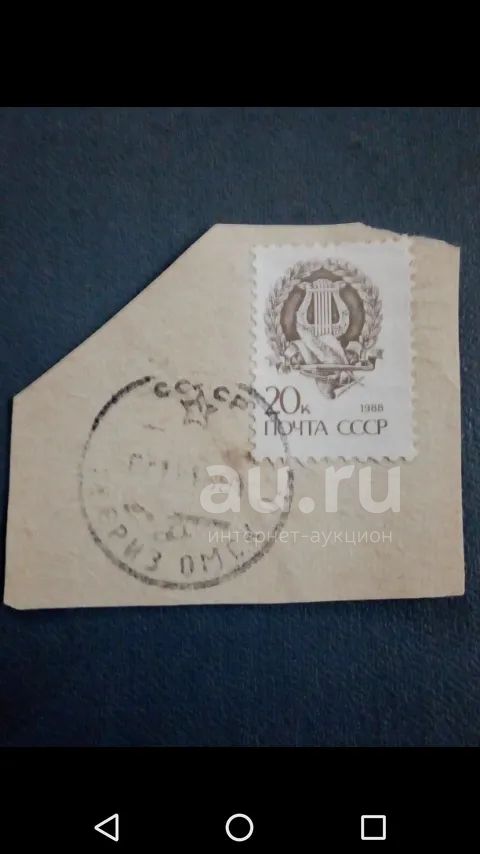 20к 1988
ПОЧТА СССР
СССР
au.ru
интернет-аукцион